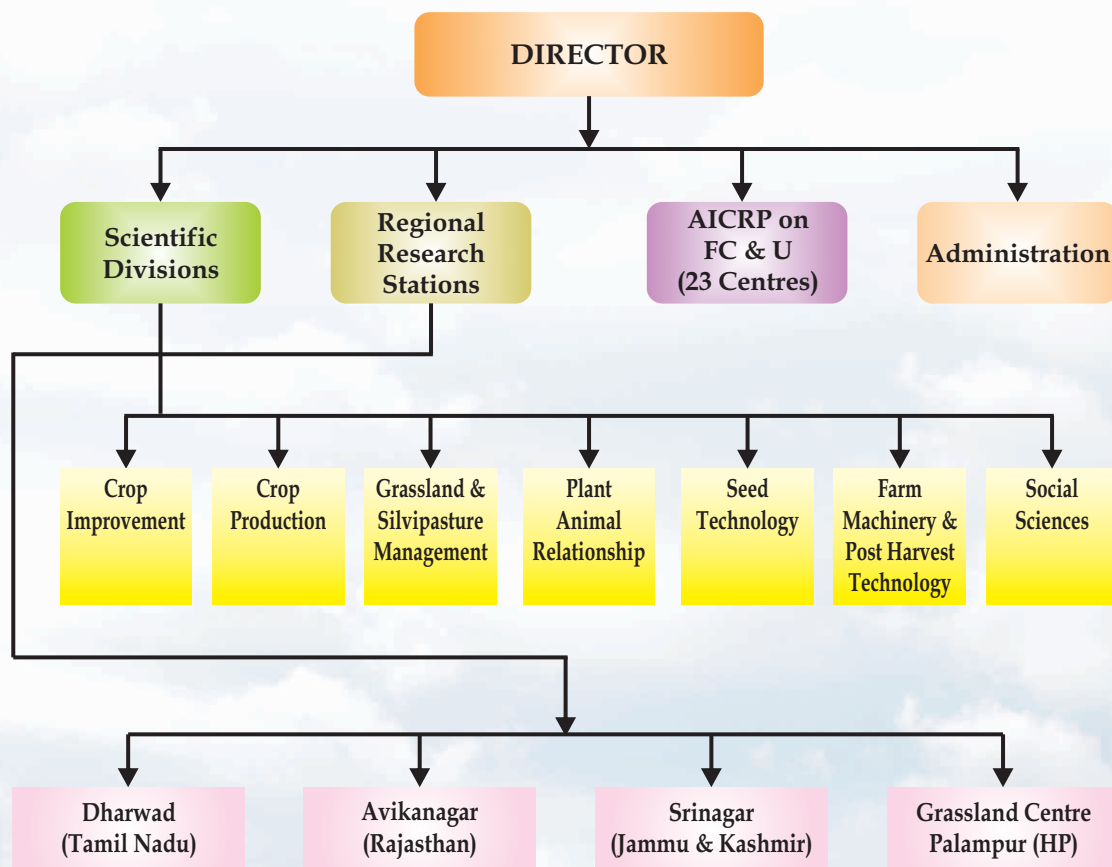 DIRECTOR
Scientific
Divisions
Regional
Research
Stations
AICRP on
FC & U
(23 Centres)
Administration
Crop
Improvement
Crop
Production
Grassland &
Silvipasture
Management
Plant
Animal
Relationship
Seed
Technology
Farm
Machinery &
Post Harvest
Technology
Social
Sciences
Dharwad
(Tamil Nadu)
Avikanagar
(Rajasthan)
Srinagar
(Jammu & Kashmir)
Grassland Centre
Palampur (HP)